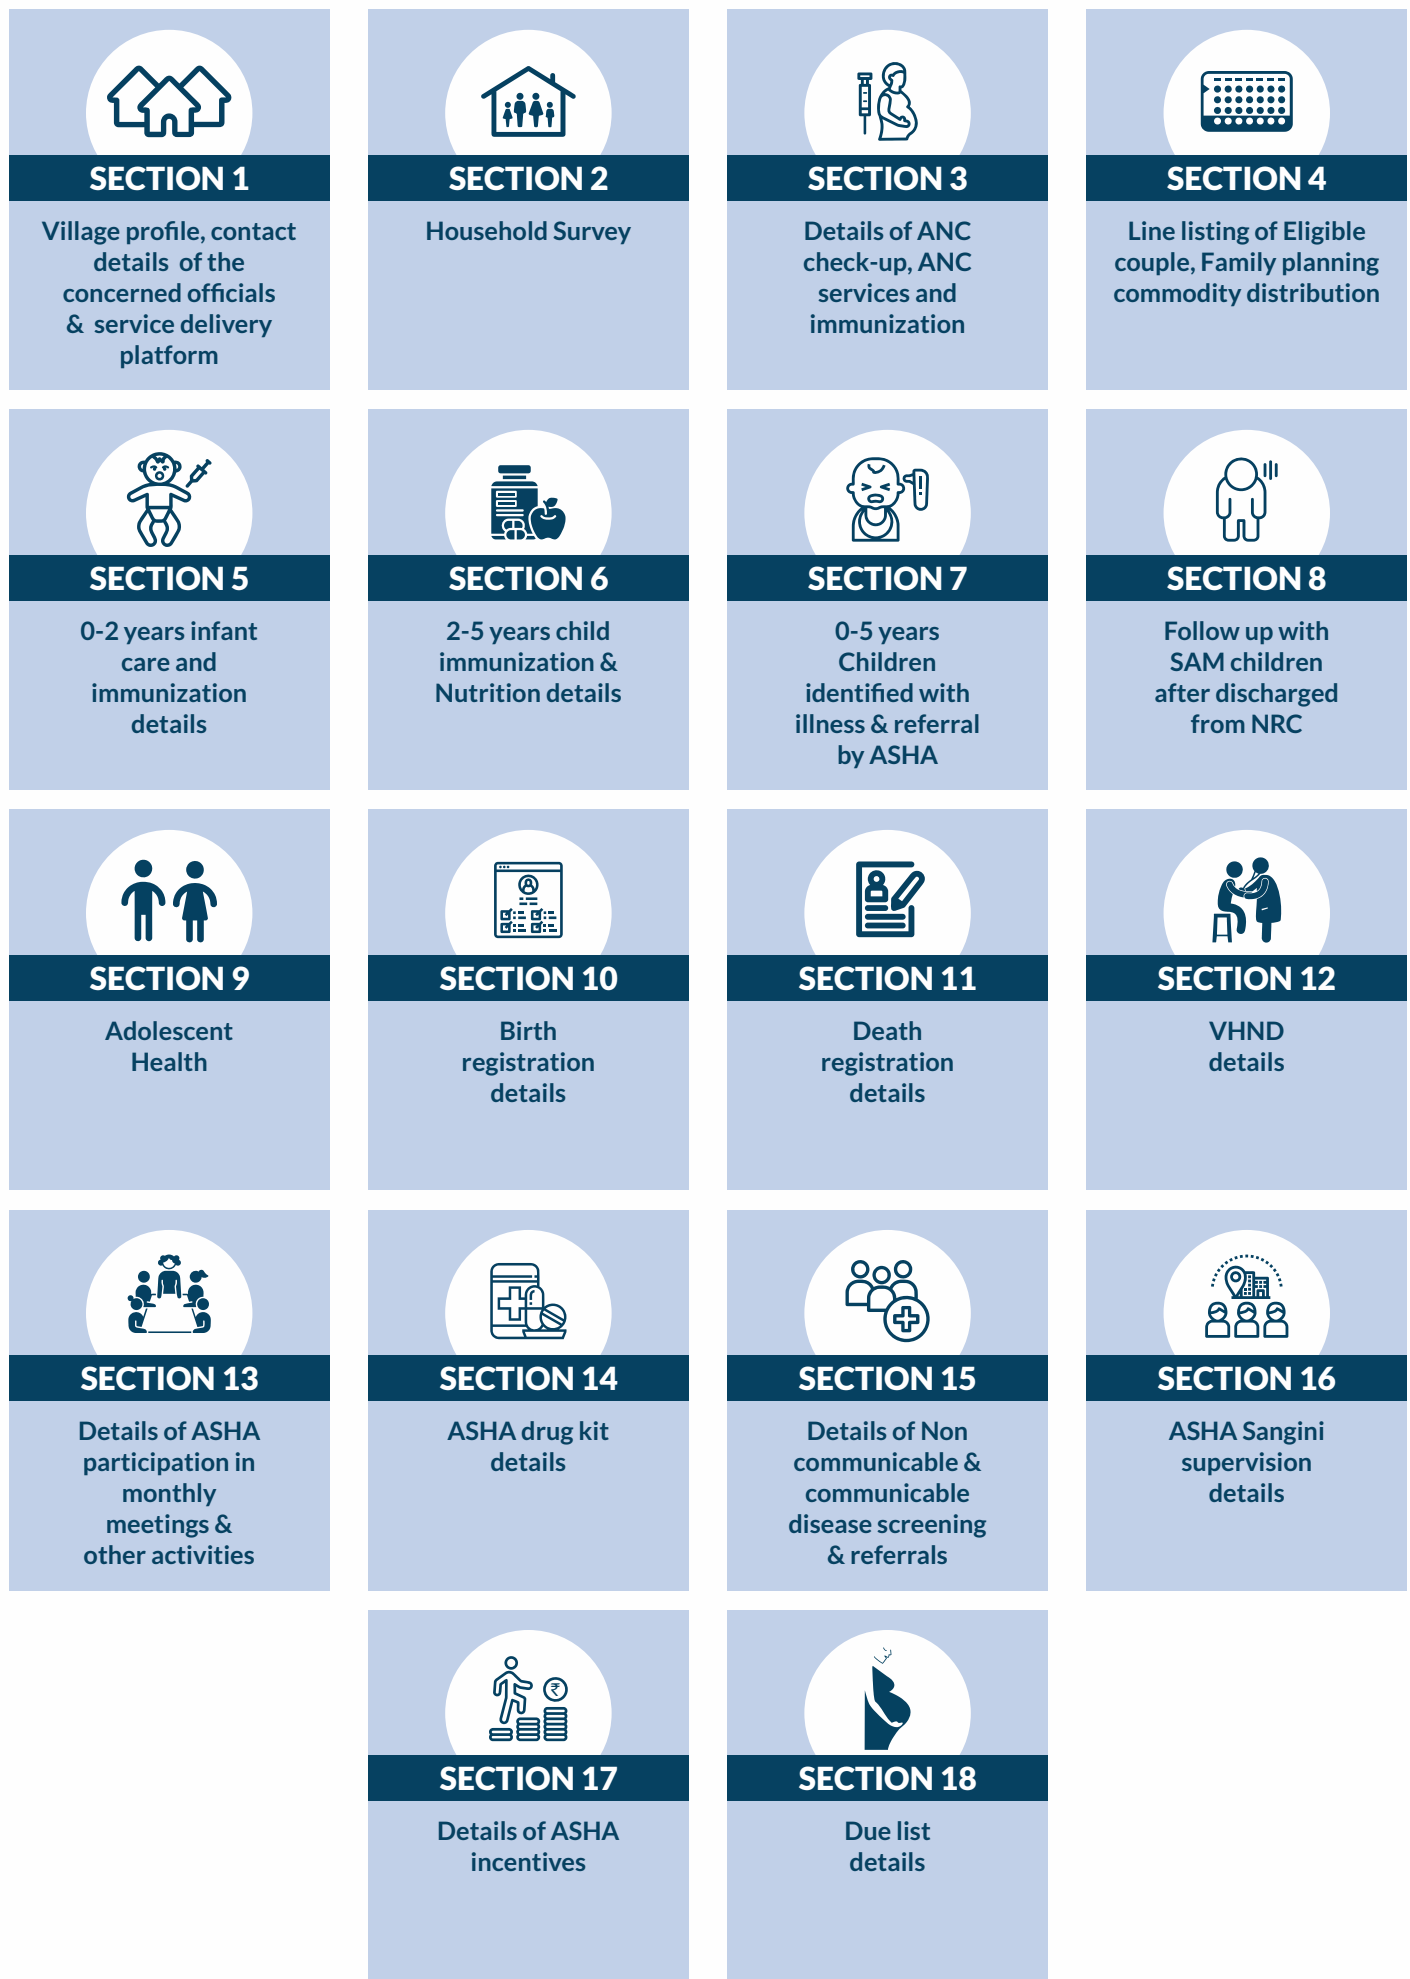 SECTION 1
Village profile, contact
details of the
concerned officials
& service delivery
platform
SECTION 2
Household Survey
SECTION 3
Details of ANC
check-up, ANC
services and
immunization
SECTION 4
Line listing of Eligible
couple, Family planning
commodity distribution
SECTION 5
0-2 years infant
care and
immunization
details
SECTION 6
2-5 years child
immunization &
Nutrition details
SECTION 7
0-5 years
Children
identified with
illness & referral
by ASHA
SECTION 8
Follow up with
SAM children
after discharged
from NRC
SECTION 9
Adolescent
Health
SECTION 10
Birth
registration
details
SECTION 11
Death
registration
details
SECTION 12
VHND
details
SECTION 13
Details of ASHA
participation in
monthly
meetings &
other activities
SECTION 14
ASHA drug kit
details
SECTION 15
Details of Non
communicable &
communicable
disease screening
& referrals
SECTION 16
ASHA Sangini
supervision
details
₹
SECTION 17
Details of ASHA
incentives
SECTION 18
Due list
details